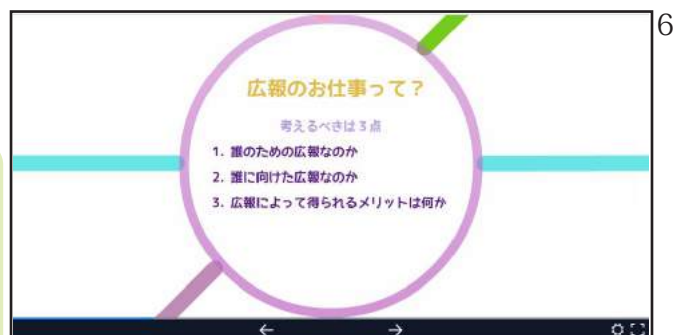 広報のお仕事って？
考えるべきは3点
1. 誰のための広報なのか
2. 誰に向けた広報なのか
3. 広報によって得られるメリットは何か
6